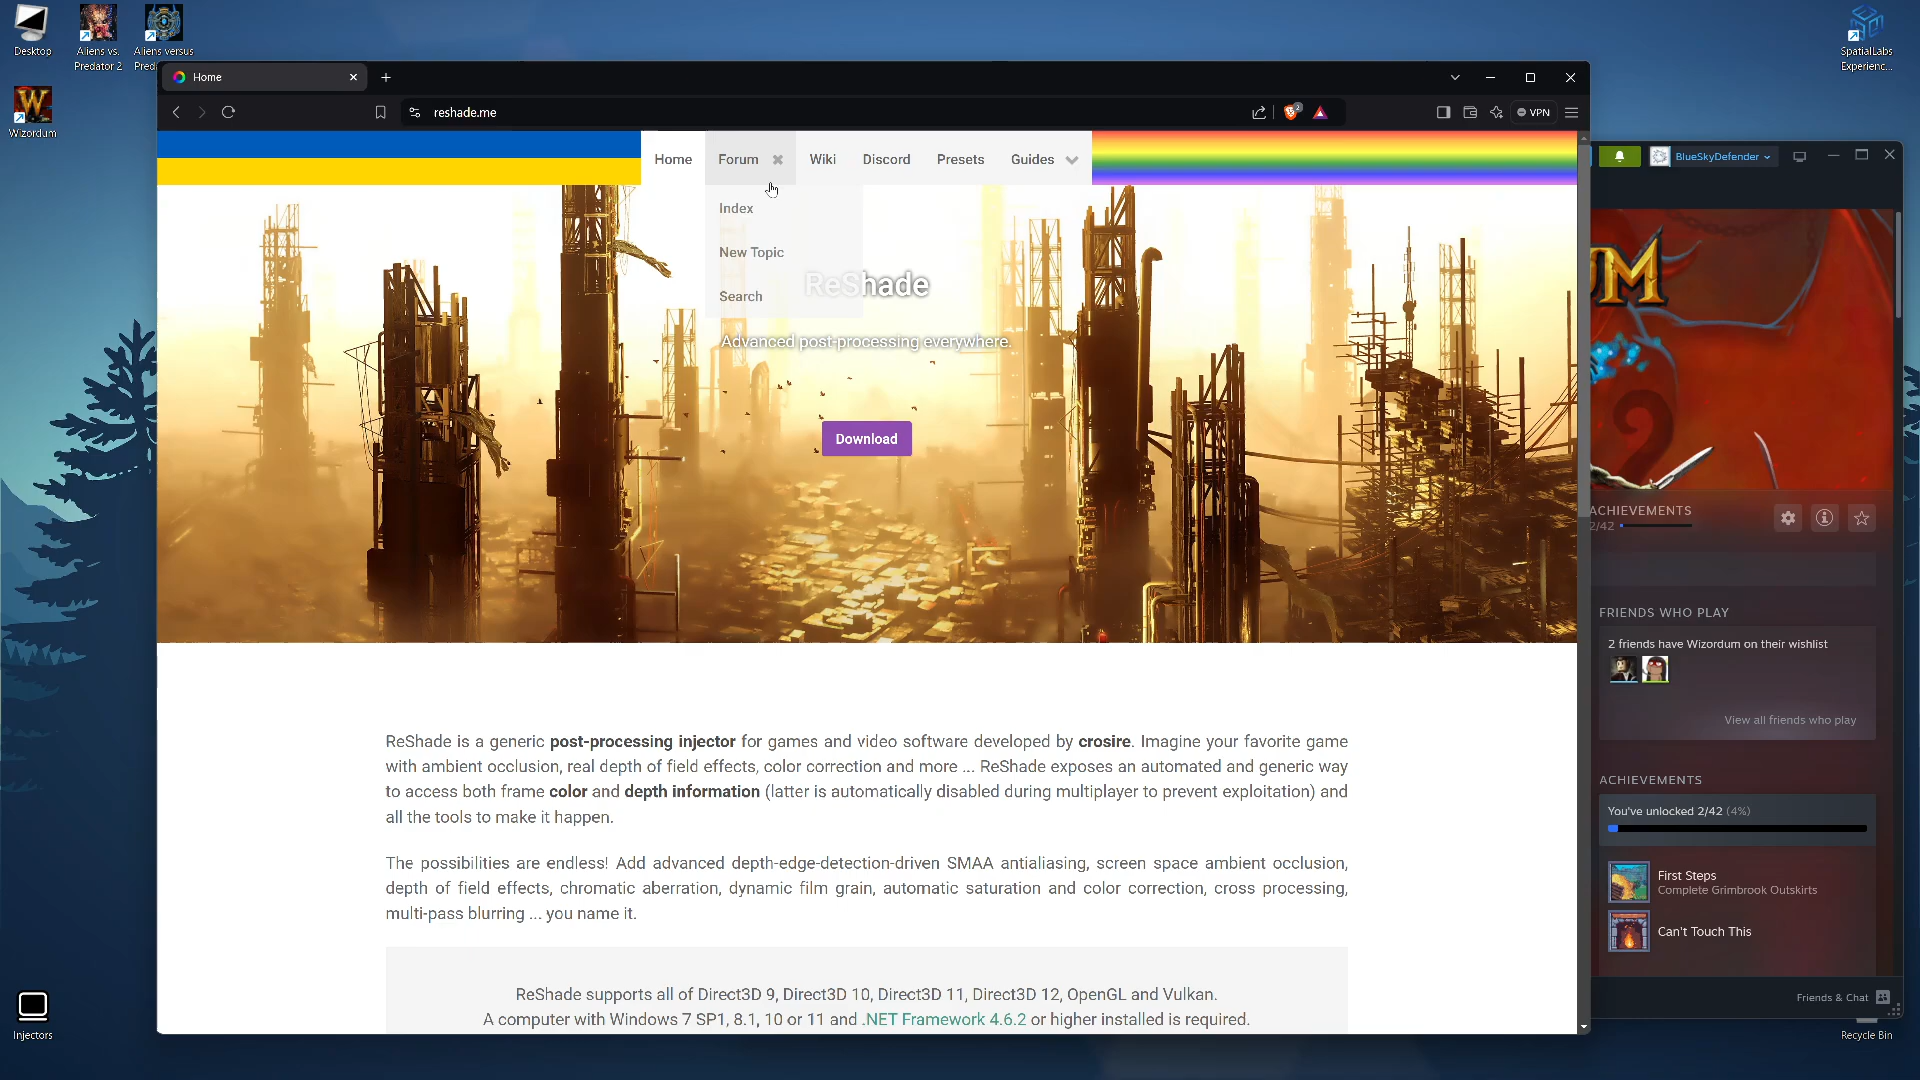 Desktop
Aliens vs.
Predator 2
Aliens versus
Pred
Wizordum
SpatialLabs
Experienc...
Home
reshade.me
2
VPN
Home
Forum
Wiki
Discord
Presets
Guides
Index
New Topic
Search
ReShade
Advanced post-processing everywhere.
Download
ReShade is a generic post-processing injector for games and video software developed by crosire. Imagine your favorite game
with ambient occlusion, real depth of field effects, color correction and more ... ReShade exposes an automated and generic way
to access both frame color and depth information (latter is automatically disabled during multiplayer to prevent exploitation) and
all the tools to make it happen.
The possibilities are endless! Add advanced depth-edge-detection-driven SMAA antialiasing, screen space ambient occlusion,
depth of field effects, chromatic aberration, dynamic film grain, automatic saturation and color correction, cross processing,
multi-pass blurring ... you name it.
ReShade supports all of Direct3D 9, Direct3D 10, Direct3D 11, Direct3D 12, OpenGL and Vulkan.
A computer with Windows 7 SP1, 8.1, 10 or 11 and .NET Framework 4.6.2 or higher installed is required.
BlueSkyDefender
UM
ACHIEVEMENTS
2/42
FRIENDS WHO PLAY
2 friends have Wizordum on their wishlist
View all friends who play
ACHIEVEMENTS
You've unlocked 2/42 (4%)
First Steps
Complete Grimbrook Outskirts
Can't Touch This
Friends & Chat
Injectors
Recycle Bin